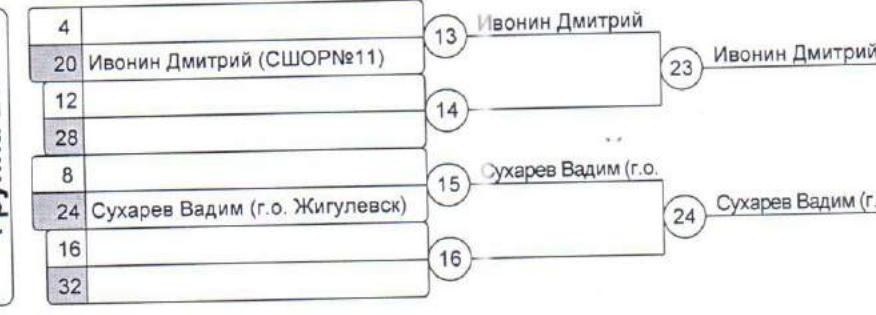 4
13 Ивонин Дмитрий
20 Ивонин Дмитрий (СШОР№11)
23 Ивонин Дмитрий
12
14
28
8
15 Сухарев Вадим (г.о.
24 Сухарев Вадим (г.о. Жигулевск)
24 Сухарев Вадим (г.
16
16
32